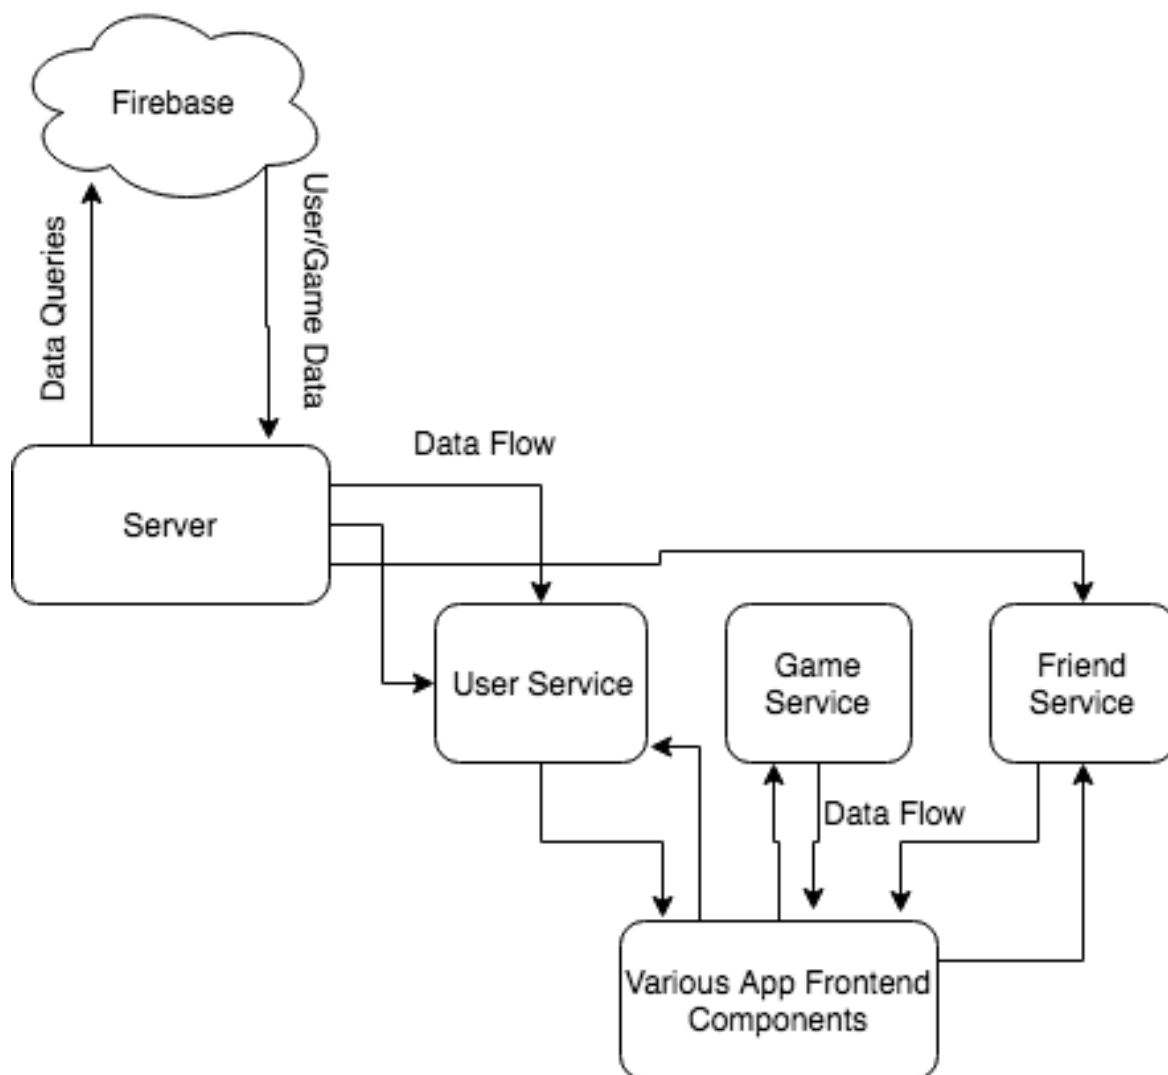 Firebase
Data Queries
User/Game Data
Data Flow
Server
User Service
Game
Service
Friend
Service
Data Flow
Various App Frontend
Components